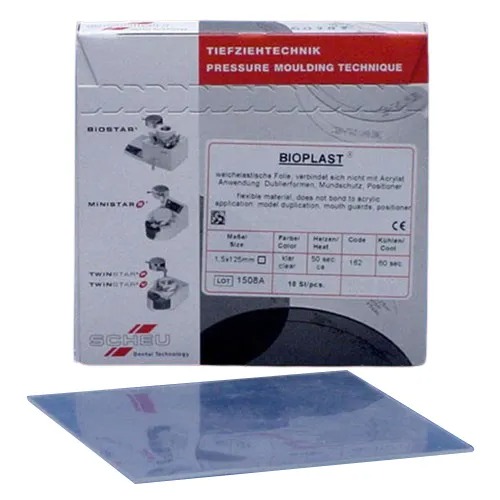 TIEFZIEHTECHNIK
PRESSURE MOULDING TECHNIQUE
BIOSTAR
MINISTAR
TWINSTAR
TWINSTAR
BIOPLAST®
weichelastische Folie, verbindet sich nicht mit Acrylat
Anwendung: Dublierformen, Mundschutz, Positioner
flexible material, does not bond to acrylic
application: model duplication, mouth guards, positioner
CE
Maße/ Size
Farbe/ Color
Heizen/ Heat
Code
Kühlen/ Cool
1,5x125mm
klar clear
50 sec. ca
162
60 sec.
LOT 1508A
10 St/pcs.
SCHEU
Dental Technology